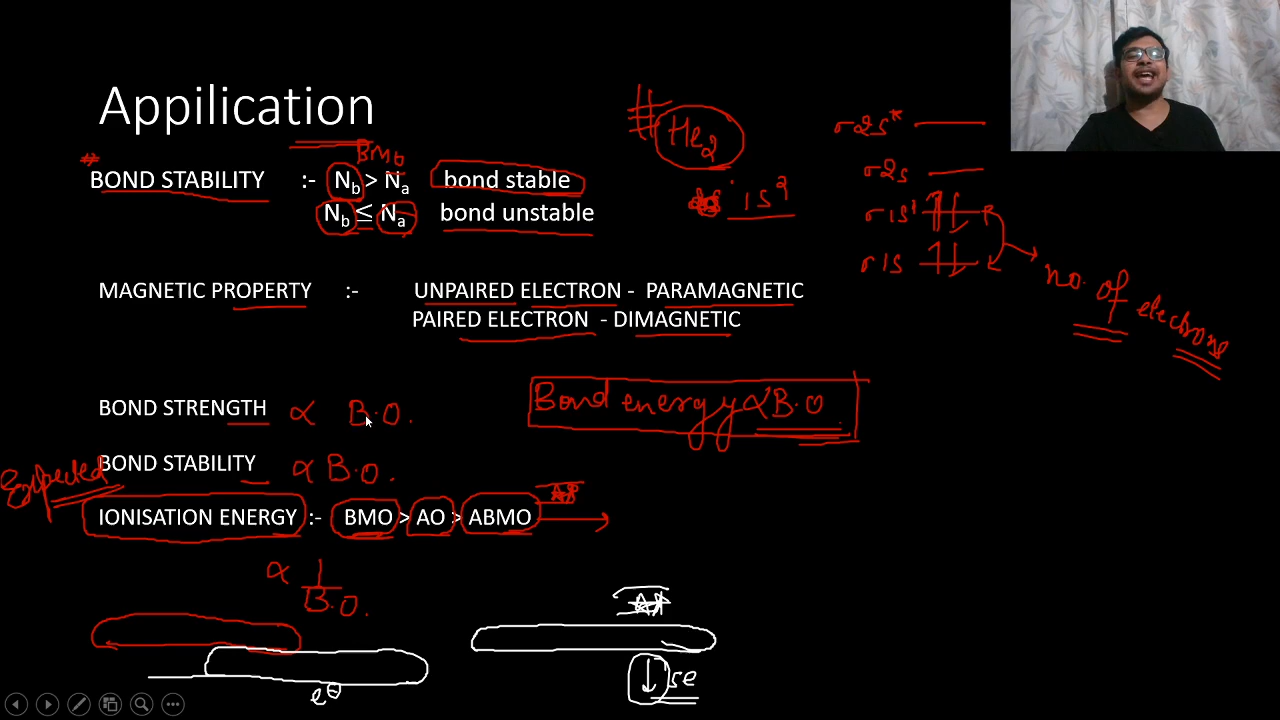 Appilication
BMO
BOND STABILITY :- Nb > Na bond stable
Nb ≤ Na bond unstable
# He2
1s2
σ2s*
σ2s
σ1s*
σ1s
no. of electrons
MAGNETIC PROPERTY :- UNPAIRED ELECTRON - PARAMAGNETIC
PAIRED ELECTRON - DIMAGNETIC
BOND STRENGTH ∝ B.O.
Bond energy ∝ B.O
BOND STABILITY ∝ B.O.
Expected
IONISATION ENERGY :- BMO > AO > ABMO
∝ 1/B.O.
e⊖
↓ se